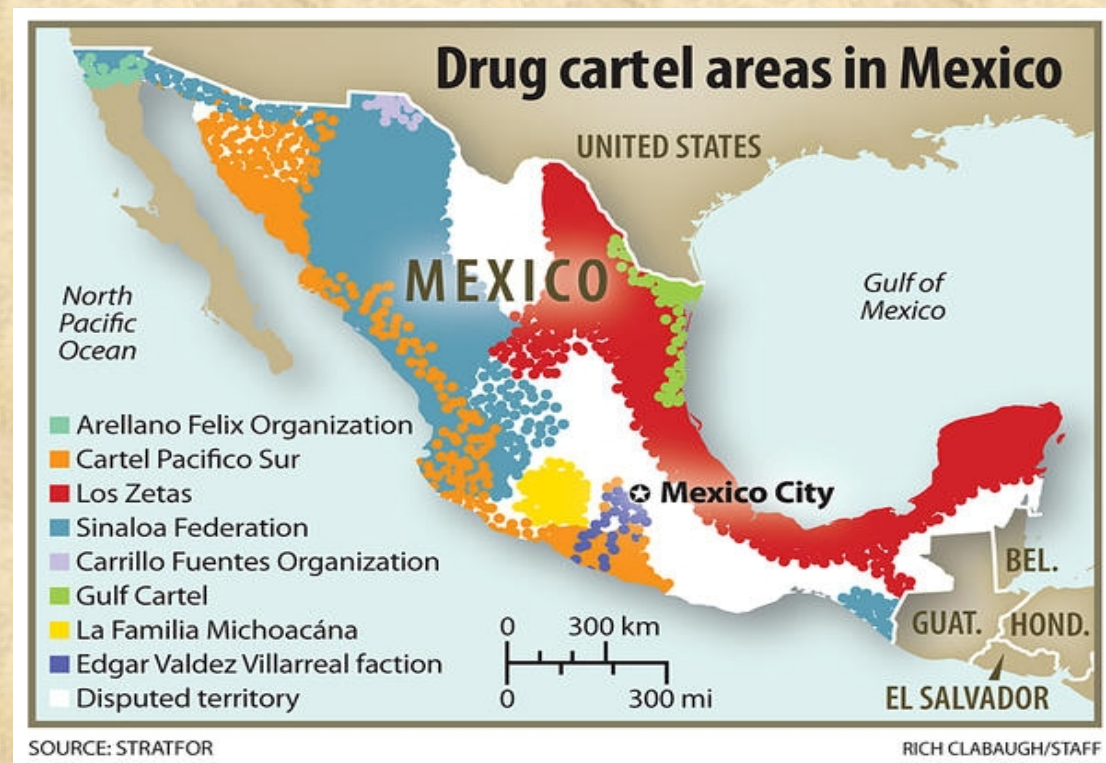 Drug cartel areas in Mexico
UNITED STATES
MEXICO
North
Pacific
Ocean
Gulf of
Mexico
Arellano Felix Organization
Cartel Pacifico Sur
Los Zetas
Sinaloa Federation
Carrillo Fuentes Organization
Gulf Cartel
La Familia Michoacána
Edgar Valdez Villarreal faction
Disputed territory
Mexico City
0 300 km
0 300 mi
BEL.
GUAT.
HOND.
EL SALVADOR
SOURCE: STRATFOR
RICH CLABAUGH/STAFF